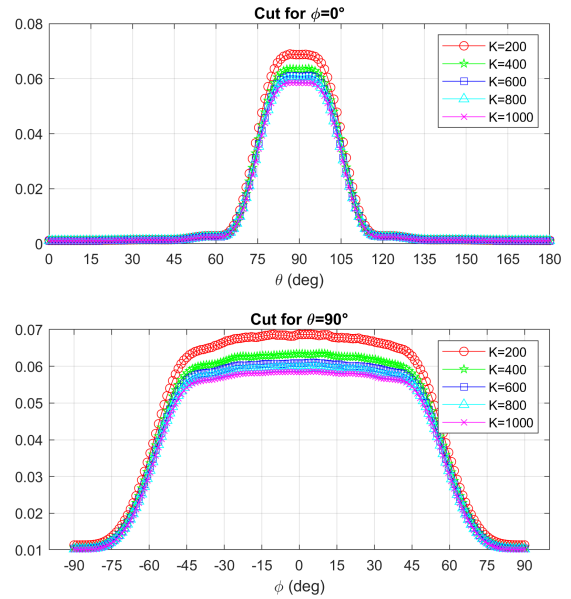 Cut for ϕ=0°
0.08
0.06
0.04
0.02
0
K=200
K=400
K=600
K=800
K=1000
0 15 30 45 60 75 90 105 120 135 150 165 180
θ (deg)
Cut for θ=90°
0.07
0.06
0.05
0.04
0.03
0.02
0.01
K=200
K=400
K=600
K=800
K=1000
-90 -75 -60 -45 -30 -15 0 15 30 45 60 75 90
ϕ (deg)